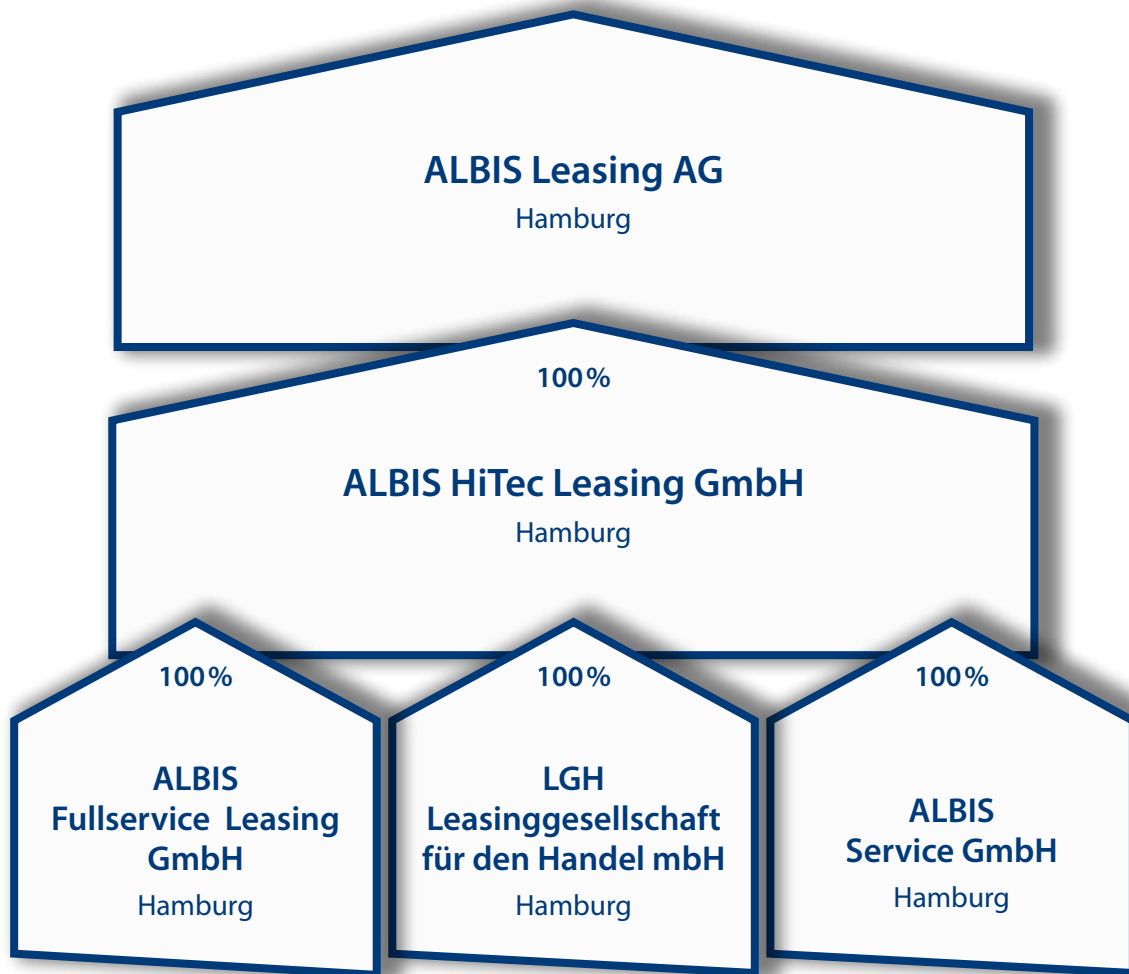 ALBIS Leasing AG
Hamburg
100 %
ALBIS HiTec Leasing GmbH
Hamburg
100 %
ALBIS
Fullservice Leasing
GmbH
Hamburg
100 %
LGH
Leasinggesellschaft
für den Handel mbH
Hamburg
100 %
ALBIS
Service GmbH
Hamburg